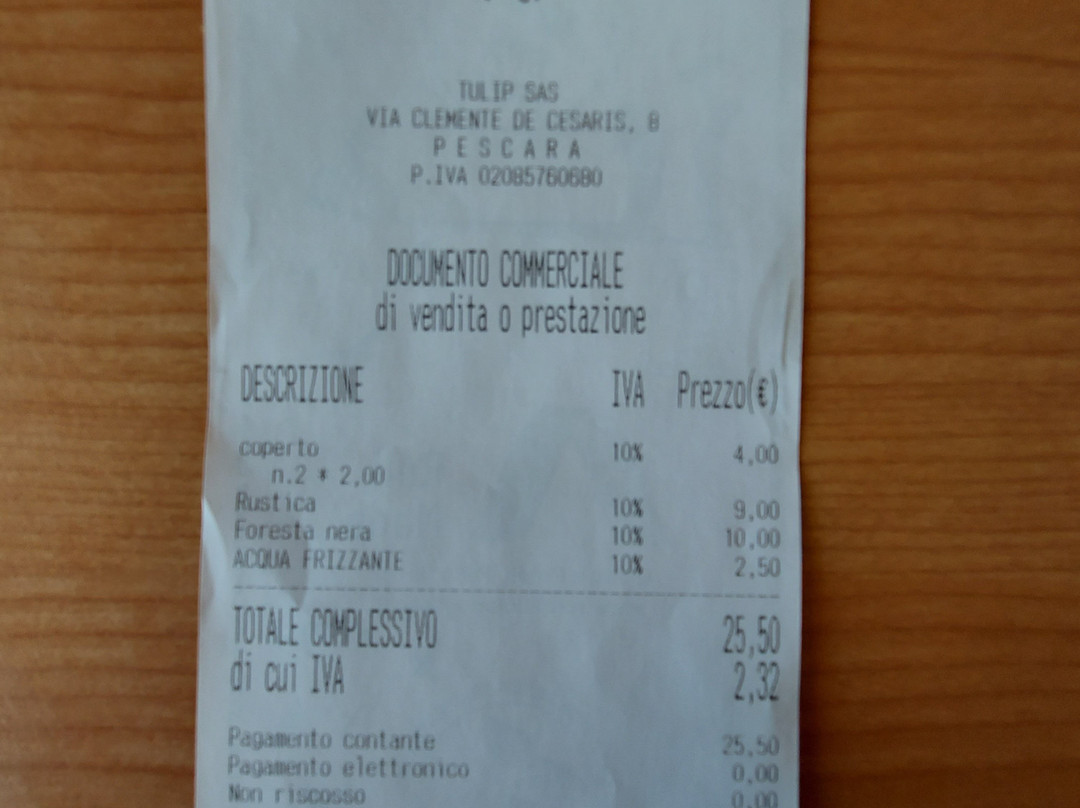 TULIP SAS
VIA CLEMENTE DE CESARIS, 8
PESCARA
P.IVA 02085760680
DOCUMENTO COMMERCIALE
di vendita o prestazione
DESCRIZIONE IVA Prezzo(€)
coperto 10% 4,00
n.2 * 2,00
Rustica 10% 9,00
Foresta nera 10% 10,00
ACQUA FRIZZANTE 10% 2,50
TOTALE COMPLESSIVO 25,50
di cui IVA 2,32
Pagamento contante 25,50
Pagamento elettronico 0,00
Non riscosso 0,00